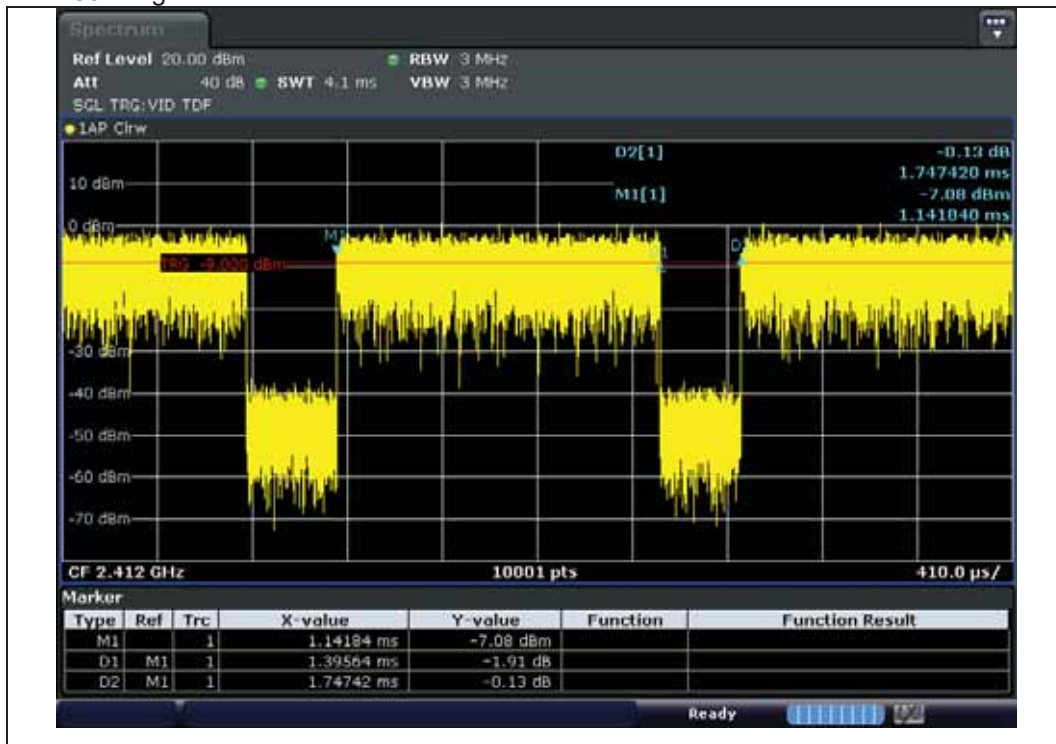 Spectrum
Ref Level 20.00 dBm RBW 3 MHz
Att 40 dB SWT 4.1 ms VBW 3 MHz
SGL TRG:VID TDF
1AP Clrw
D2[1] -0.13 dB
1.747420 ms
10 dBm
M1[1] -7.08 dBm
1.141840 ms
0 dBm
M1
D1
TRG -9.000 dBm
-30 dBm
-40 dBm
-50 dBm
-60 dBm
-70 dBm
CF 2.412 GHz 10001 pts 410.0 µs/
Marker
Type Ref Trc X-value Y-value Function Function Result
M1 1 1.14184 ms -7.08 dBm
D1 M1 1 1.39564 ms -1.91 dB
D2 M1 1 1.74742 ms -0.13 dB
Ready